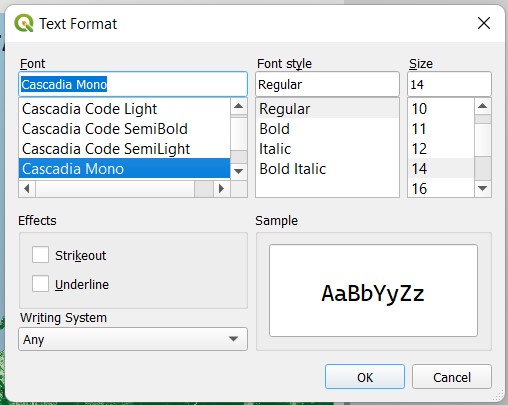 Text Format
Font
Cascadia Mono
Cascadia Code Light
Cascadia Code SemiBold
Cascadia Code SemiLight
Cascadia Mono
Font style
Regular
Regular
Bold
Italic
Bold Italic
Size
14
10
11
12
14
16
Effects
Strikeout
Underline
Writing System
Any
Sample
AaBbYyZz
OK
Cancel